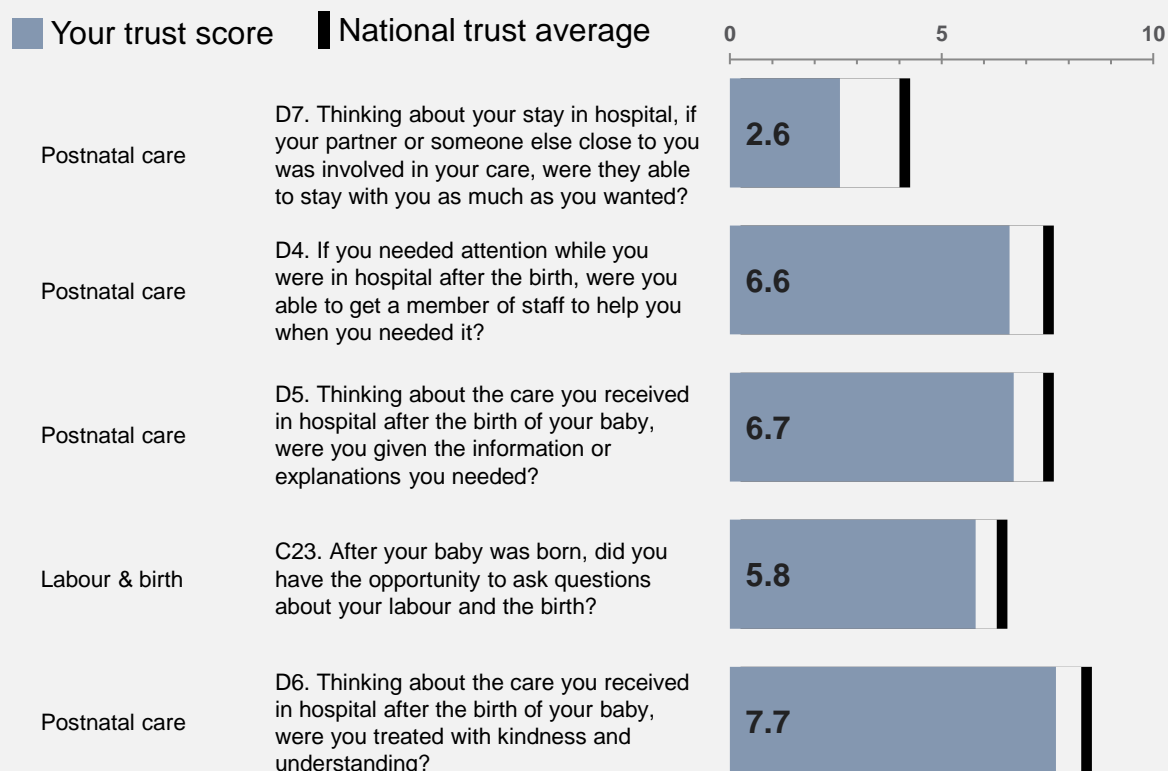 Your trust score
National trust average
0 5 10
Postnatal care
D7. Thinking about your stay in hospital, if
your partner or someone else close to you
was involved in your care, were they able
to stay with you as much as you wanted?
2.6
Postnatal care
D4. If you needed attention while you
were in hospital after the birth, were you
able to get a member of staff to help you
when you needed it?
6.6
Postnatal care
D5. Thinking about the care you received
in hospital after the birth of your baby,
were you given the information or
explanations you needed?
6.7
Labour & birth
C23. After your baby was born, did you
have the opportunity to ask questions
about your labour and the birth?
5.8
Postnatal care
D6. Thinking about the care you received
in hospital after the birth of your baby,
were you treated with kindness and
understanding?
7.7